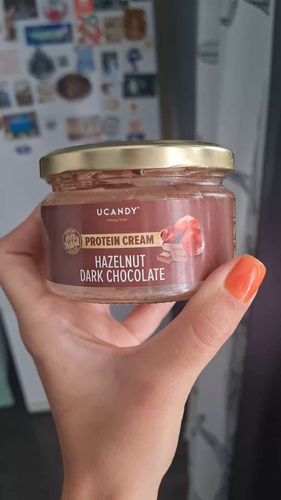 UCANDY
PROTEIN CREAM
HAZELNUT
DARK CHOCOLATE